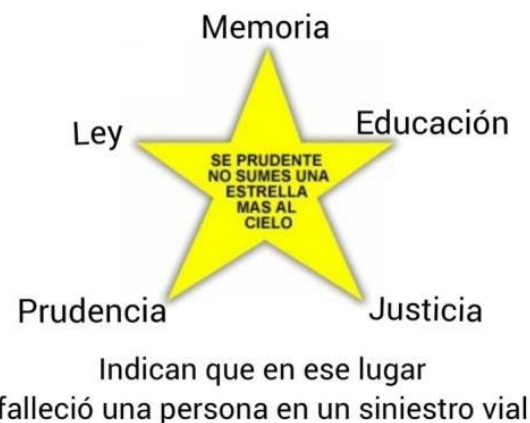 Memoria
Ley
Educación
SE PRUDENTE
NO SUMES UNA
ESTRELLA
MAS AL
CIELO
Prudencia
Justicia
Indican que en ese lugar
falleció una persona en un siniestro vial